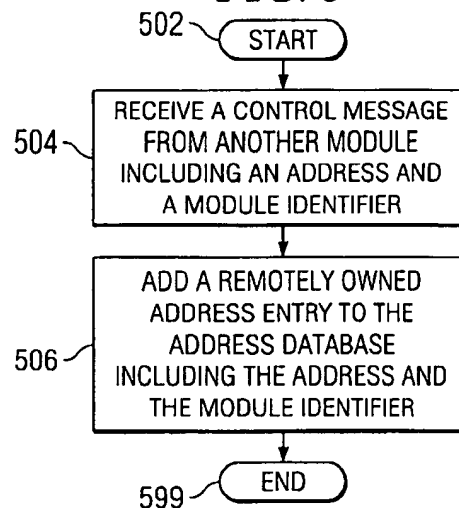 502
START
504
RECEIVE A CONTROL MESSAGE
FROM ANOTHER MODULE
INCLUDING AN ADDRESS AND
A MODULE IDENTIFIER
506
ADD A REMOTELY OWNED
ADDRESS ENTRY TO THE
ADDRESS DATABASE
INCLUDING THE ADDRESS AND
THE MODULE IDENTIFIER
599
END